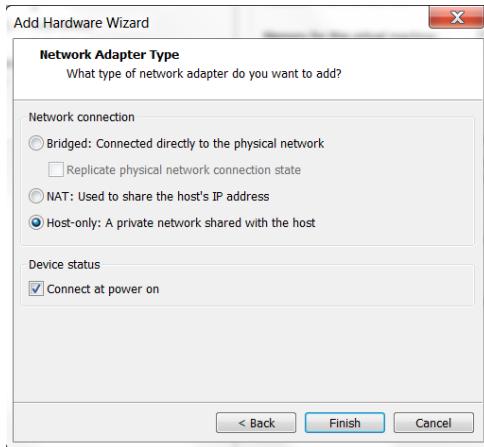 Add Hardware Wizard
Network Adapter Type
What type of network adapter do you want to add?
Network connection
Bridged: Connected directly to the physical network
Replicate physical network connection state
NAT: Used to share the host's IP address
Host-only: A private network shared with the host
Device status
Connect at power on
< Back Finish Cancel